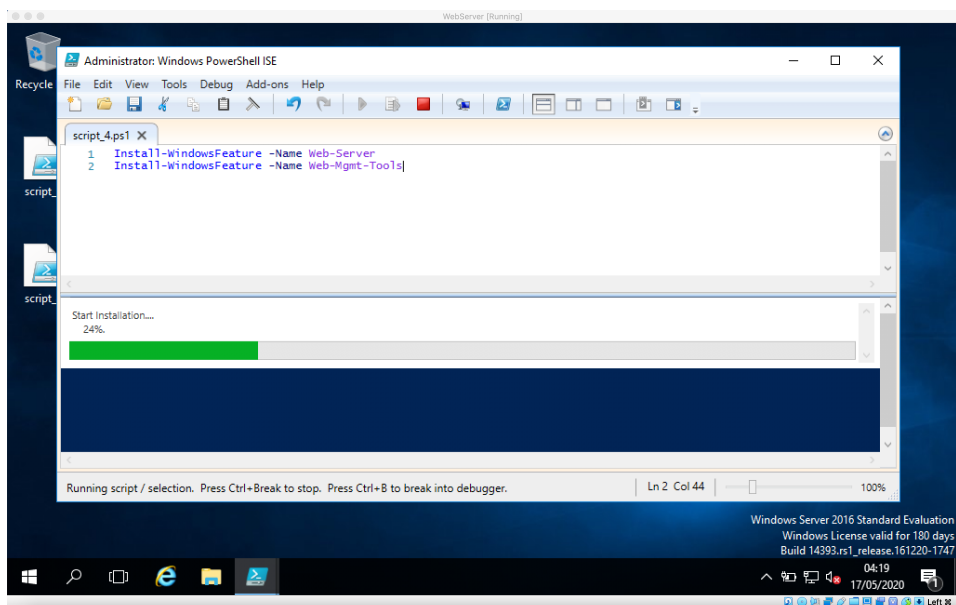 WebServer [Running]
Recycle
Administrator: Windows PowerShell ISE
File Edit View Tools Debug Add-ons Help
script_4.ps1
1 Install-WindowsFeature -Name Web-Server
2 Install-WindowsFeature -Name Web-Mgmt-Tools
script_
script_
Start Installation....
24%.
Running script / selection. Press Ctrl+Break to stop. Press Ctrl+B to break into debugger.
Ln 2 Col 44
100%
Windows Server 2016 Standard Evaluation
Windows License valid for 180 days
Build 14393.rs1_release.161220-1747
04:19
17/05/2020
1
Left ⌘